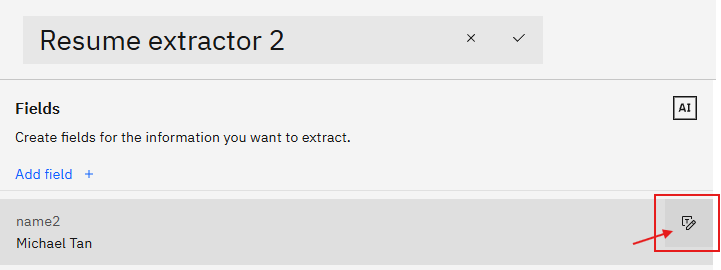 Resume extractor 2
Fields
AI
Create fields for the information you want to extract.
Add field +
name2
Michael Tan